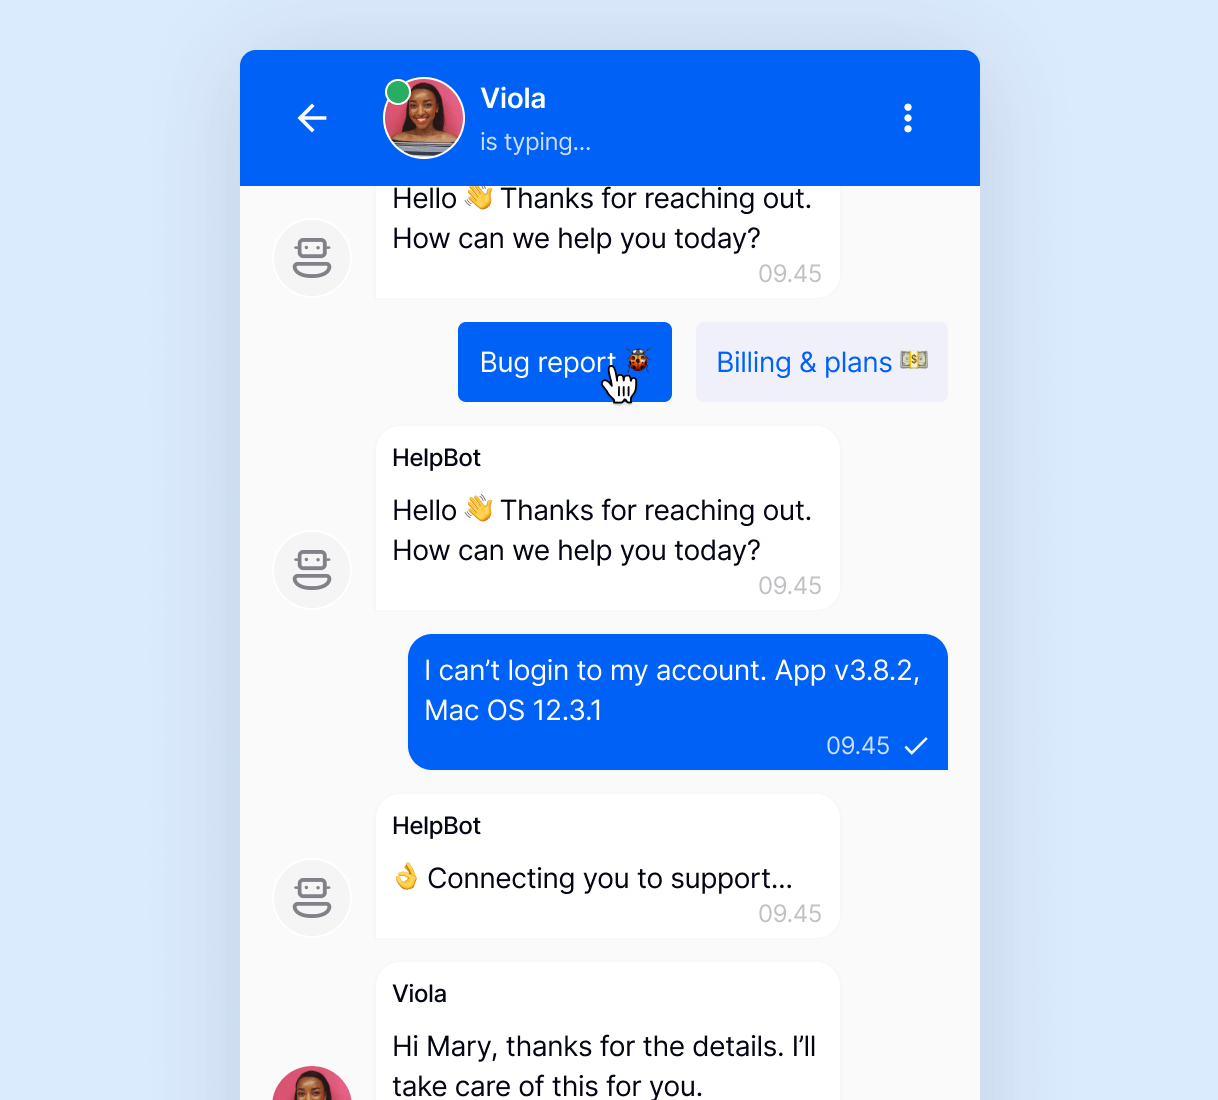 Viola
is typing...
Hello 👋 Thanks for reaching out.
How can we help you today?
09.45
Bug report 🐞
Billing & plans 💵
HelpBot
Hello 👋 Thanks for reaching out.
How can we help you today?
09.45
I can’t login to my account. App v3.8.2,
Mac OS 12.3.1
09.45
HelpBot
👌 Connecting you to support...
09.45
Viola
Hi Mary, thanks for the details. I’ll
take care of this for you.